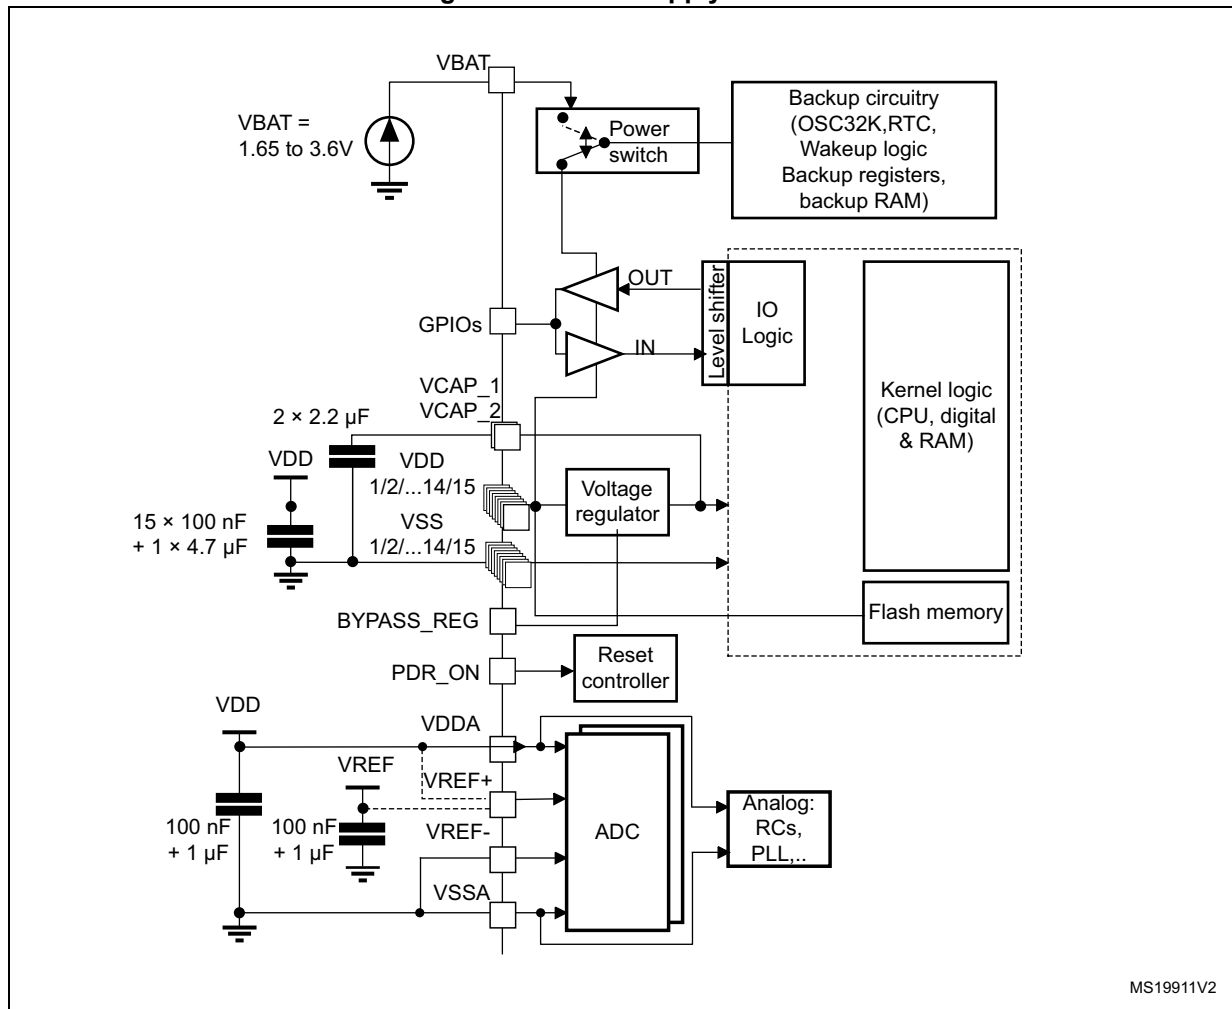 VBAT
VBAT =
1.65 to 3.6V
Power
switch
Backup circuitry
(OSC32K,RTC,
Wakeup logic
Backup registers,
backup RAM)
OUT
GPIOs
IN
Level shifter
IO
Logic
Kernel logic
(CPU, digital
& RAM)
VCAP_1
VCAP_2
2 × 2.2 µF
VDD
VDD
1/2/...14/15
Voltage
regulator
15 × 100 nF
+ 1 × 4.7 µF
VSS
1/2/...14/15
Flash memory
BYPASS_REG
PDR_ON
Reset
controller
VDD
VDDA
VREF
VREF+
100 nF
+ 1 µF
100 nF
+ 1 µF
VREF-
ADC
Analog:
RCs,
PLL,..
VSSA
MS19911V2